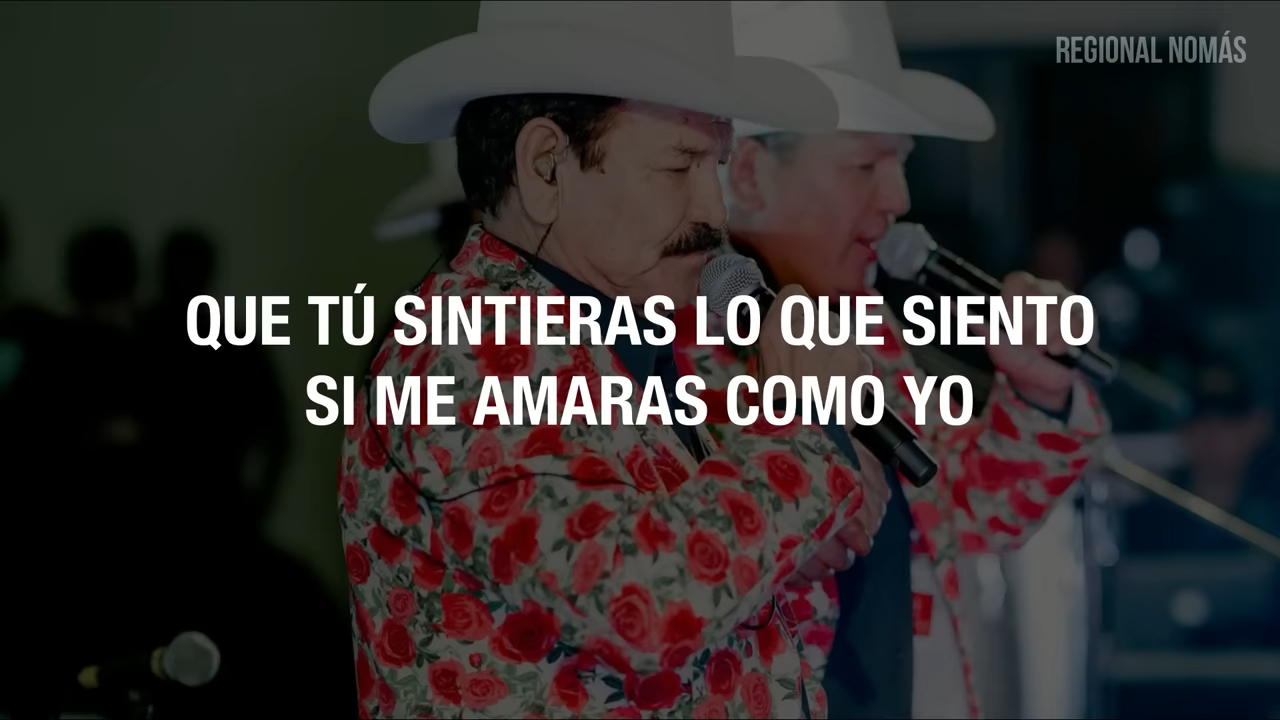 REGIONAL NOMÁS
QUE TÚ SINTIERAS LO QUE SIENTO
SI ME AMARAS COMO YO